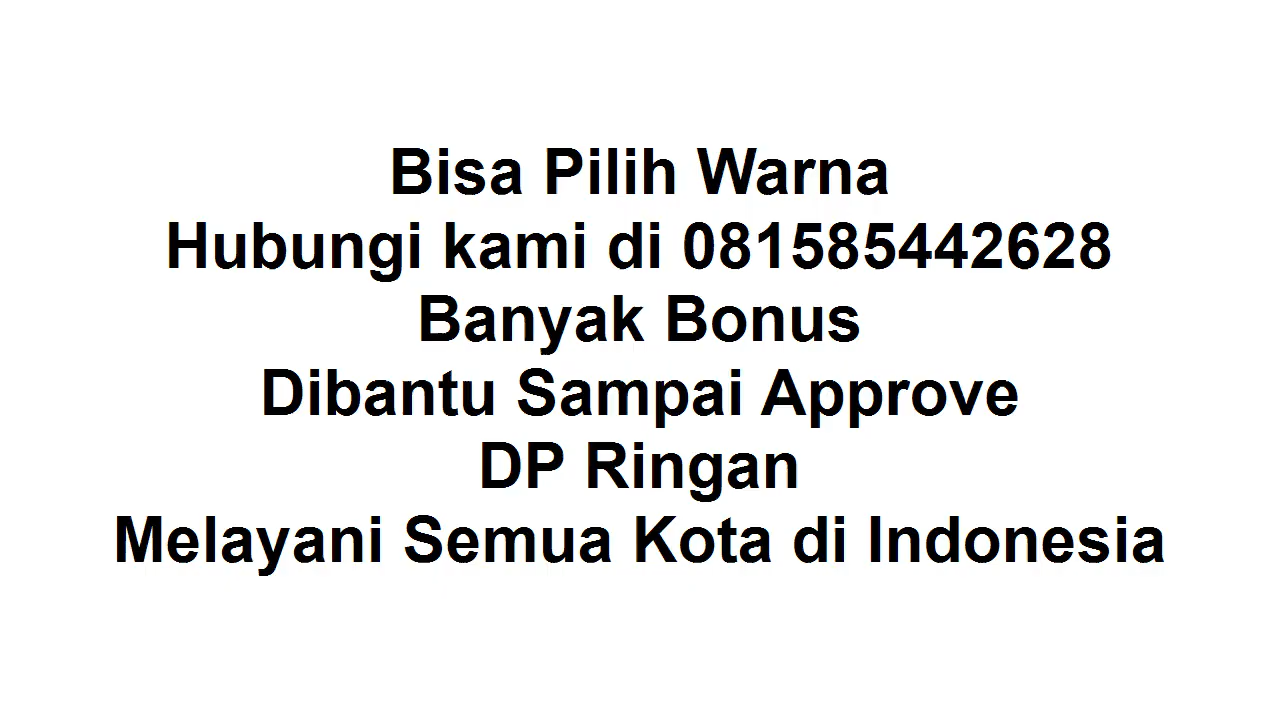 Bisa Pilih Warna
Hubungi kami di 081585442628
Banyak Bonus
Dibantu Sampai Approve
DP Ringan
Melayani Semua Kota di Indonesia